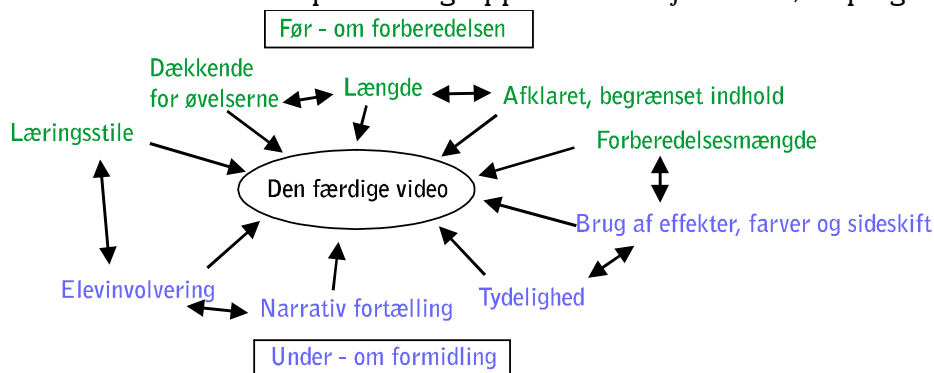 Før - om forberedelsen
Dækkende
for øvelserne
Længde
Afklaret, begrænset indhold
Læringsstile
Forberedelsesmængde
Den færdige video
Brug af effekter, farver og sideskift
Elevinvolvering
Narrativ fortælling
Tydelighed
Under - om formidling